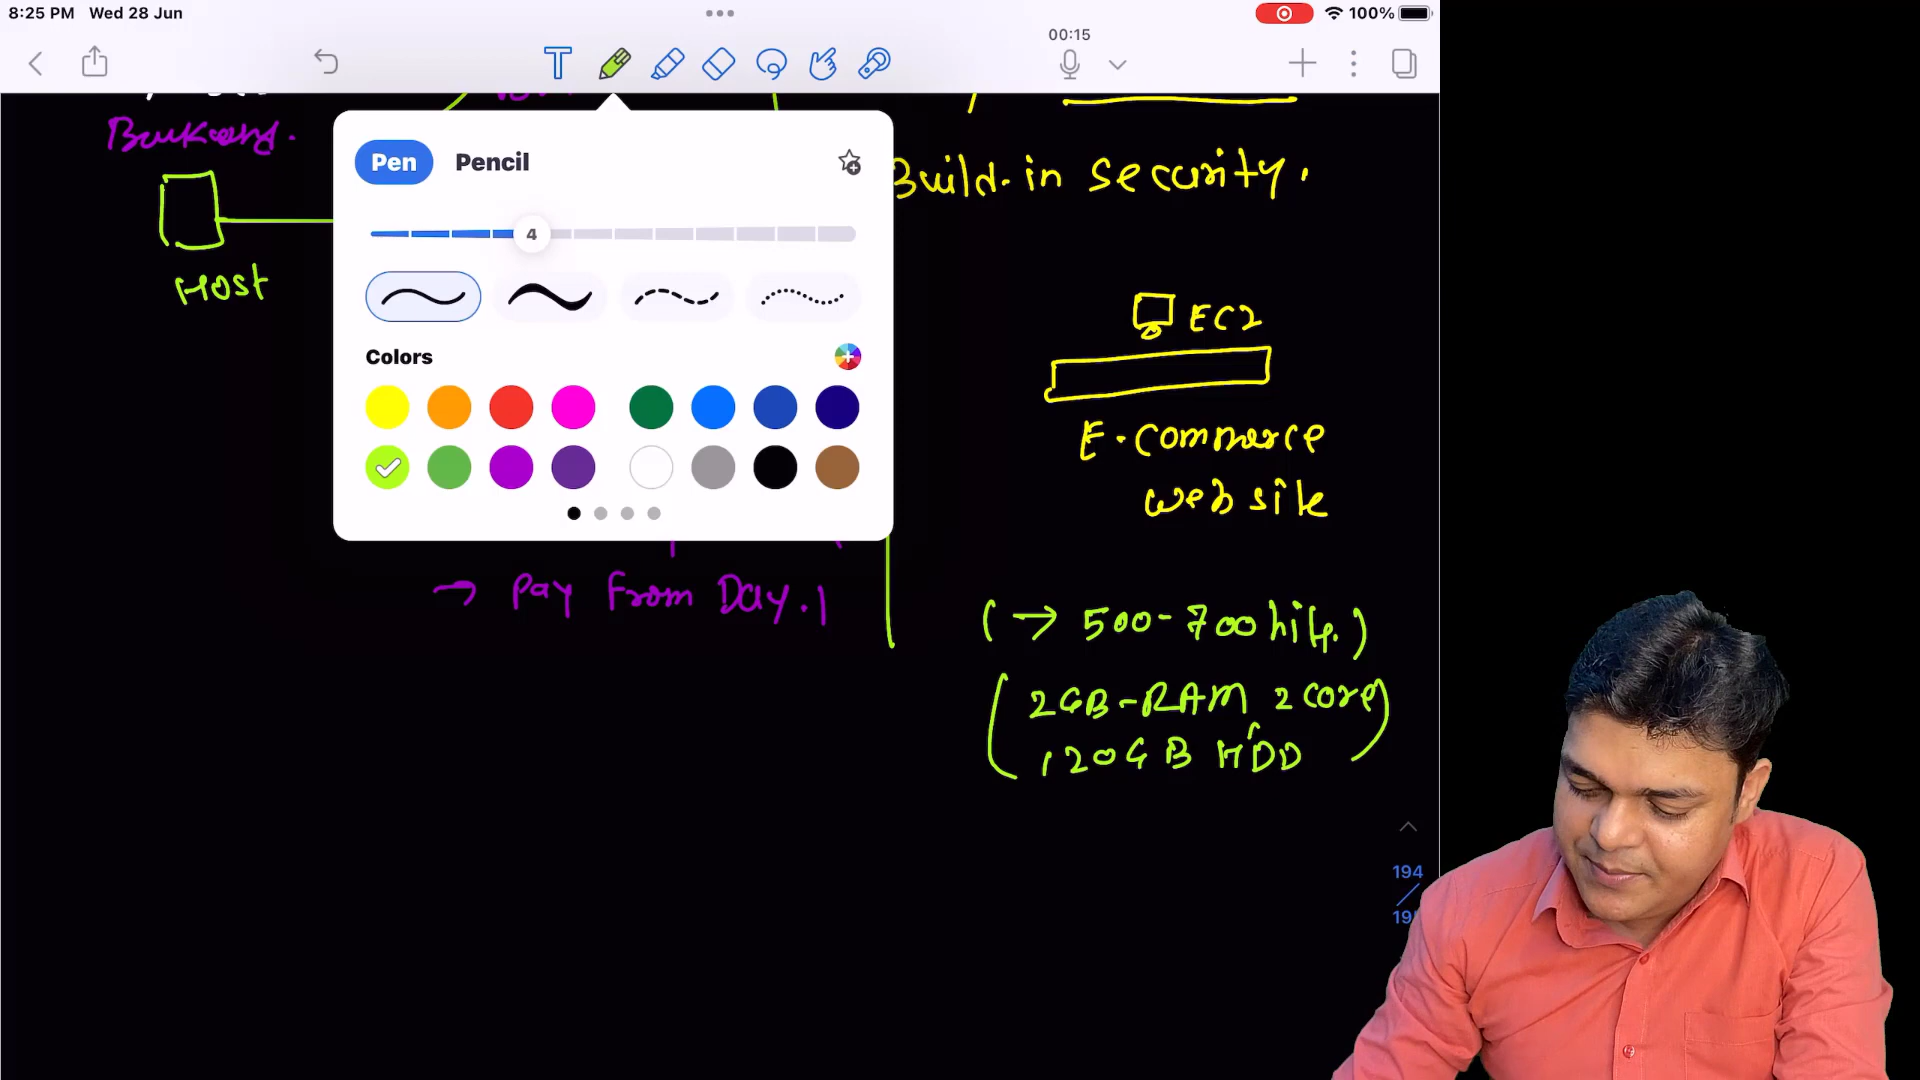 8:25 PM Wed 28 Jun
100%
00:15
Pen Pencil
4
Colors
Host
Build-in security.
EC2
E-commerce
web site
→ Pay From Day.1
(→ 500-700 hits.)
(2GB-RAM 2 core)
120GB HDD
194